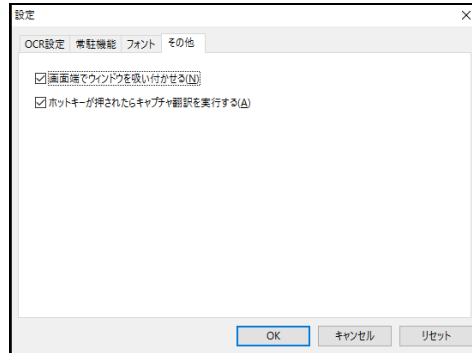 設定
OCR設定 常駐機能 フォント その他
画面端でウィンドウを吸い付かせる(N)
ホットキーが押されたらキャプチャ翻訳を実行する(A)
OK キャンセル リセット